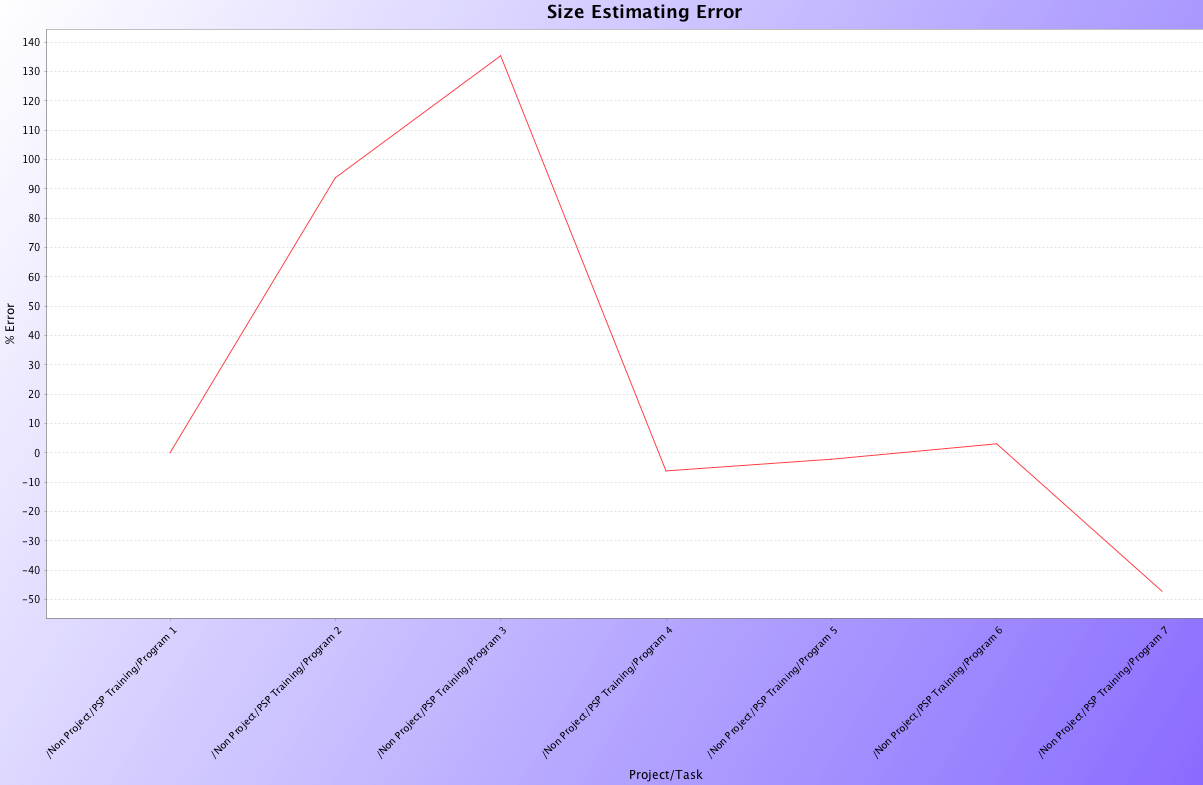 Size Estimating Error
% Error
140
130
120
110
100
90
80
70
60
50
40
30
20
10
0
−10
−20
−30
−40
−50
/Non Project/PSP Training/Program 1
/Non Project/PSP Training/Program 2
/Non Project/PSP Training/Program 3
/Non Project/PSP Training/Program 4
/Non Project/PSP Training/Program 5
/Non Project/PSP Training/Program 6
/Non Project/PSP Training/Program 7
Project/Task